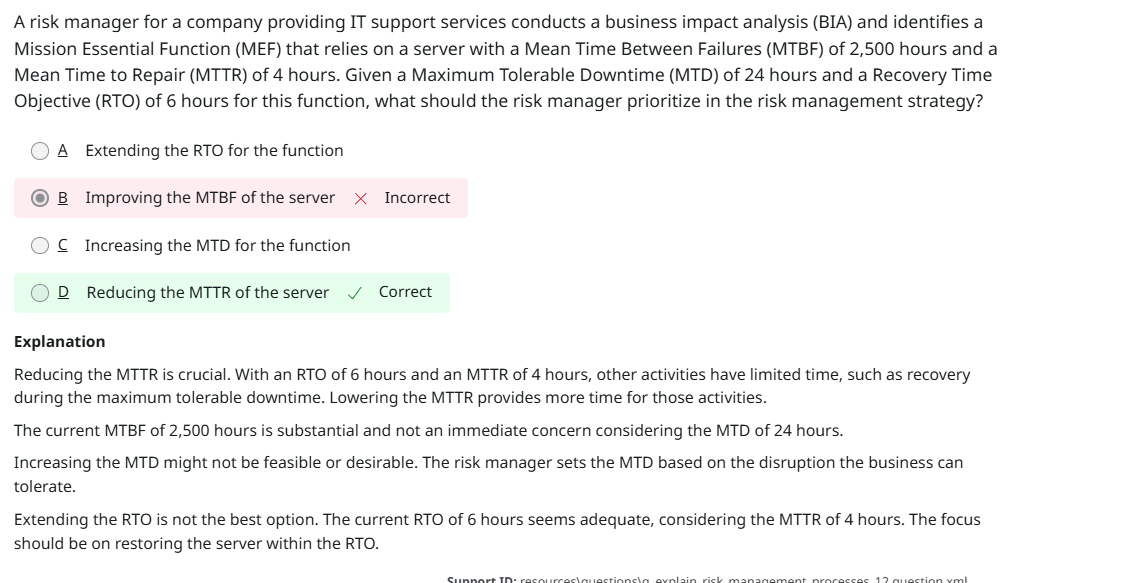 A risk manager for a company providing IT support services conducts a business impact analysis (BIA) and identifies a
Mission Essential Function (MEF) that relies on a server with a Mean Time Between Failures (MTBF) of 2,500 hours and a
Mean Time to Repair (MTTR) of 4 hours. Given a Maximum Tolerable Downtime (MTD) of 24 hours and a Recovery Time
Objective (RTO) of 6 hours for this function, what should the risk manager prioritize in the risk management strategy?
A Extending the RTO for the function
B Improving the MTBF of the server Incorrect
C Increasing the MTD for the function
D Reducing the MTTR of the server Correct
Explanation
Reducing the MTTR is crucial. With an RTO of 6 hours and an MTTR of 4 hours, other activities have limited time, such as recovery
during the maximum tolerable downtime. Lowering the MTTR provides more time for those activities.
The current MTBF of 2,500 hours is substantial and not an immediate concern considering the MTD of 24 hours.
Increasing the MTD might not be feasible or desirable. The risk manager sets the MTD based on the disruption the business can
tolerate.
Extending the RTO is not the best option. The current RTO of 6 hours seems adequate, considering the MTTR of 4 hours. The focus
should be on restoring the server within the RTO.
Support ID: resources\questions\q_explain_risk_management_processes_12.question.xml